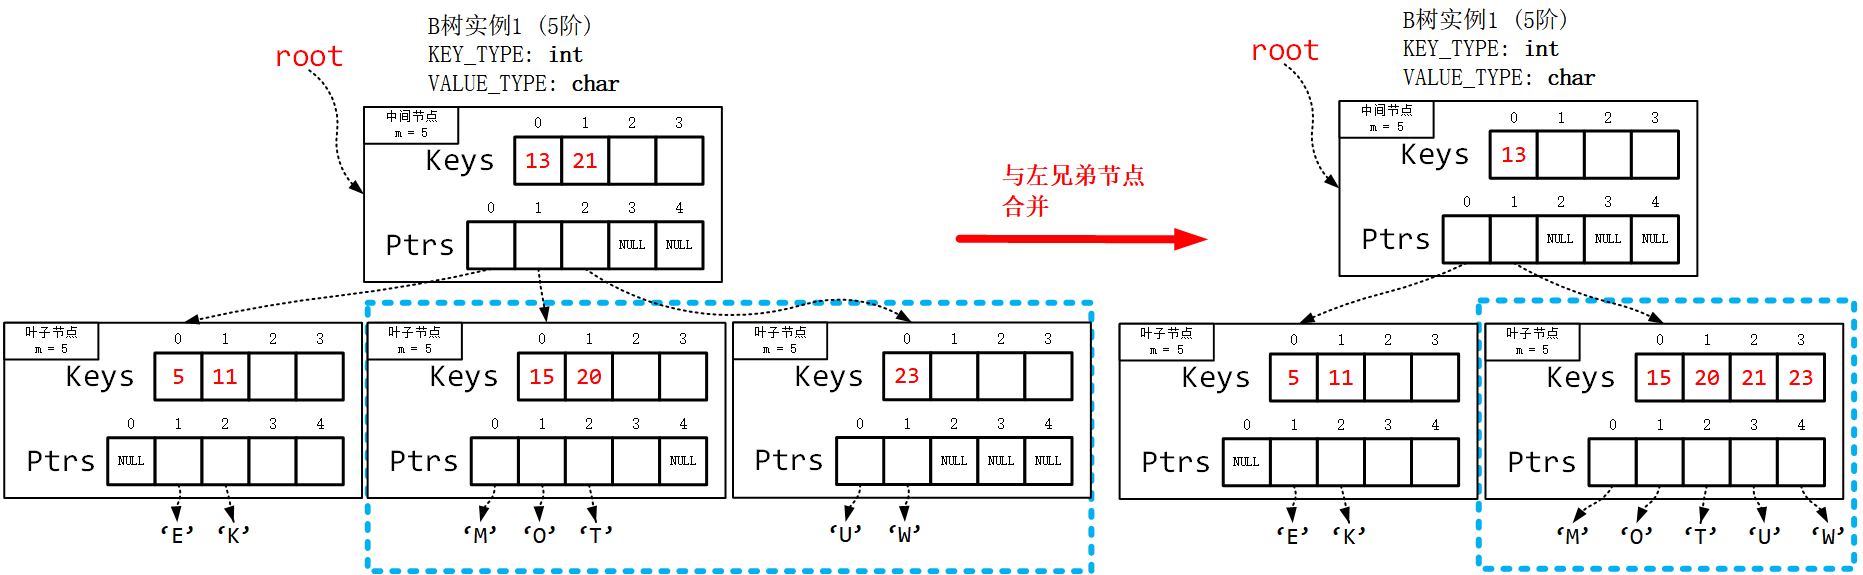 B树实例1 (5阶)
KEY_TYPE: int
VALUE_TYPE: char
root
中间节点
m = 5
0 1 2 3
Keys 13 21
0 1 2 3 4
Ptrs NULL NULL
叶子节点
m = 5
0 1 2 3
Keys 5 11
0 1 2 3 4
Ptrs NULL
‘E’ ‘K’
叶子节点
m = 5
0 1 2 3
Keys 15 20
0 1 2 3 4
Ptrs NULL
‘M’ ‘O’ ‘T’
叶子节点
m = 5
0 1 2 3
Keys 23
0 1 2 3 4
Ptrs NULL NULL NULL
‘U’ ‘W’
与左兄弟节点
合并
B树实例1 (5阶)
KEY_TYPE: int
VALUE_TYPE: char
root
中间节点
m = 5
0 1 2 3
Keys 13
0 1 2 3 4
Ptrs NULL NULL NULL
叶子节点
m = 5
0 1 2 3
Keys 5 11
0 1 2 3 4
Ptrs NULL
‘E’ ‘K’
叶子节点
m = 5
0 1 2 3
Keys 15 20 21 23
0 1 2 3 4
Ptrs
‘M’ ‘O’ ‘T’ ‘U’ ‘W’